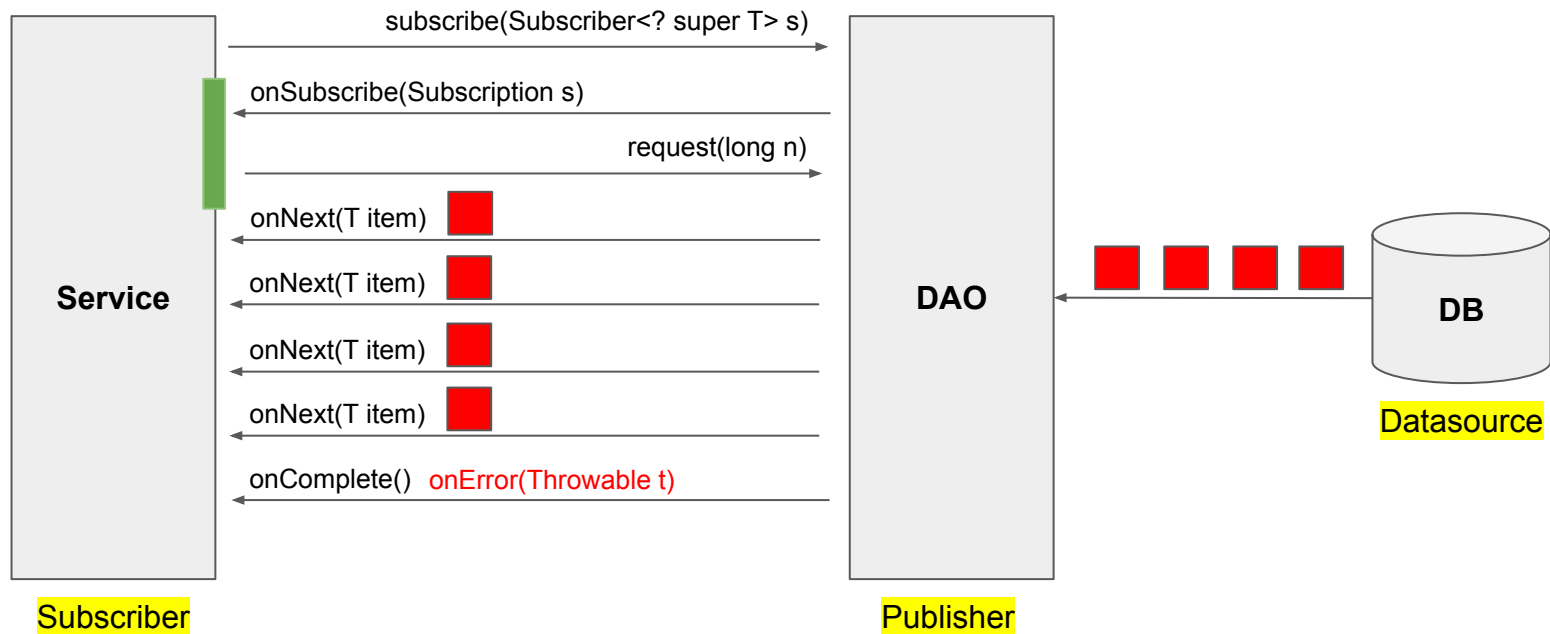 subscribe(Subscriber<? super T> s)
onSubscribe(Subscription s)
request(long n)
onNext(T item)
onNext(T item)
onNext(T item)
onNext(T item)
onComplete() onError(Throwable t)
Service
DAO
DB
Datasource
Subscriber
Publisher